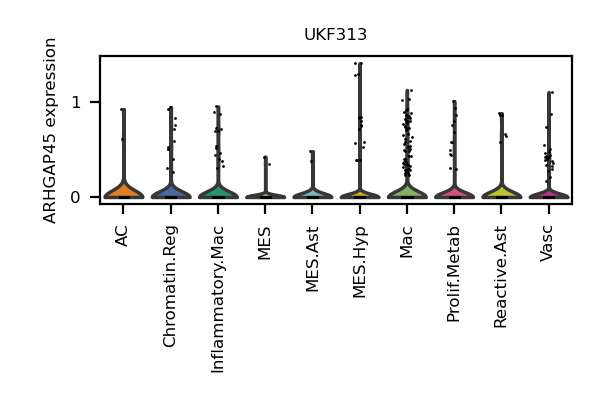 UKF313
ARHGAP45 expression
1
0
AC
Chromatin.Reg
Inflammatory.Mac
MES
MES.Ast
MES.Hyp
Mac
Prolif.Metab
Reactive.Ast
Vasc